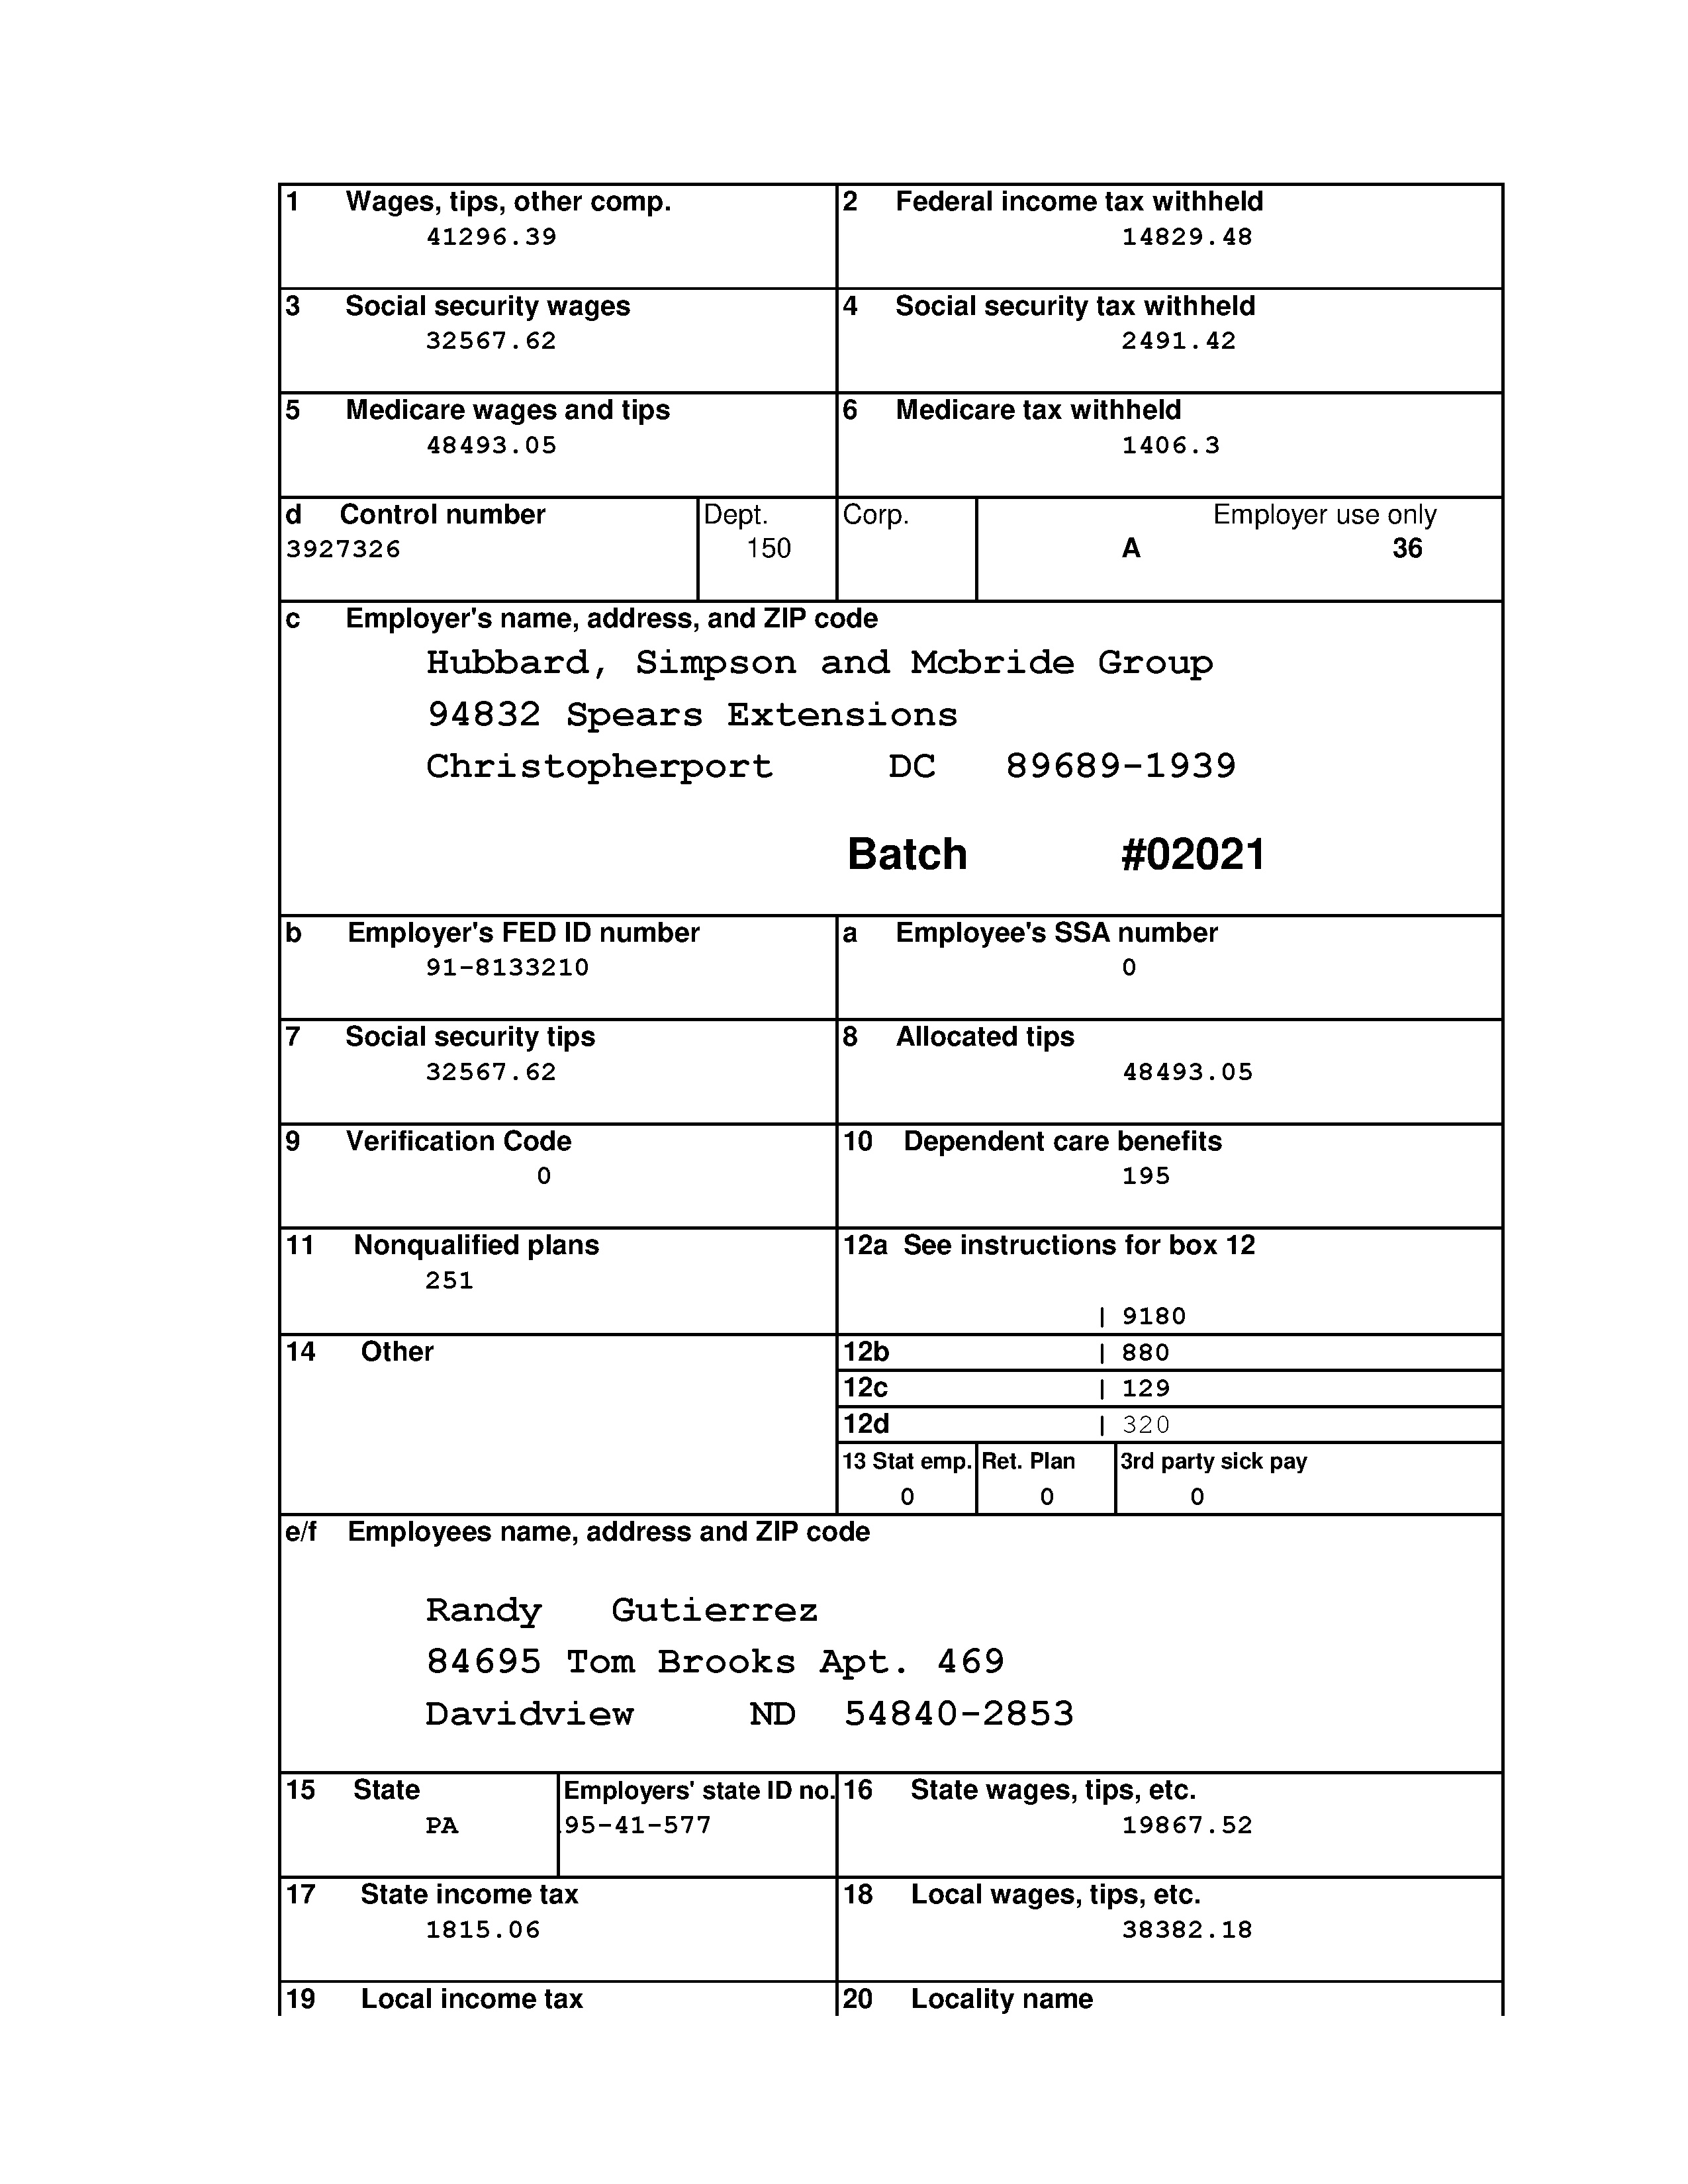 1 Wages, tips, other comp. 2 Federal income tax withheld
41296.39 14829.48
3 Social security wages 4 Social security tax withheld
32567.62 2491.42
5 Medicare wages and tips 6 Medicare tax withheld
48493.05 1406.3
d Control number Dept. Corp. Employer use only
3927326 150 A 36
c Employer's name, address, and ZIP code
Hubbard, Simpson and Mcbride Group
94832 Spears Extensions
Christopherport DC 89689-1939
Batch #02021
b Employer's FED ID number a Employee's SSA number
91-8133210 0
7 Social security tips 8 Allocated tips
32567.62 48493.05
9 Verification Code 10 Dependent care benefits
0 195
11 Nonqualified plans 12a See instructions for box 12
251
| 9180
14 Other 12b | 880
12c | 129
12d | 320
13 Stat emp. Ret. Plan 3rd party sick pay
0 0 0
e/f Employees name, address and ZIP code
Randy Gutierrez
84695 Tom Brooks Apt. 469
Davidview ND 54840-2853
15 State Employers' state ID no. 16 State wages, tips, etc.
PA 95-41-577 19867.52
17 State income tax 18 Local wages, tips, etc.
1815.06 38382.18
19 Local income tax 20 Locality name